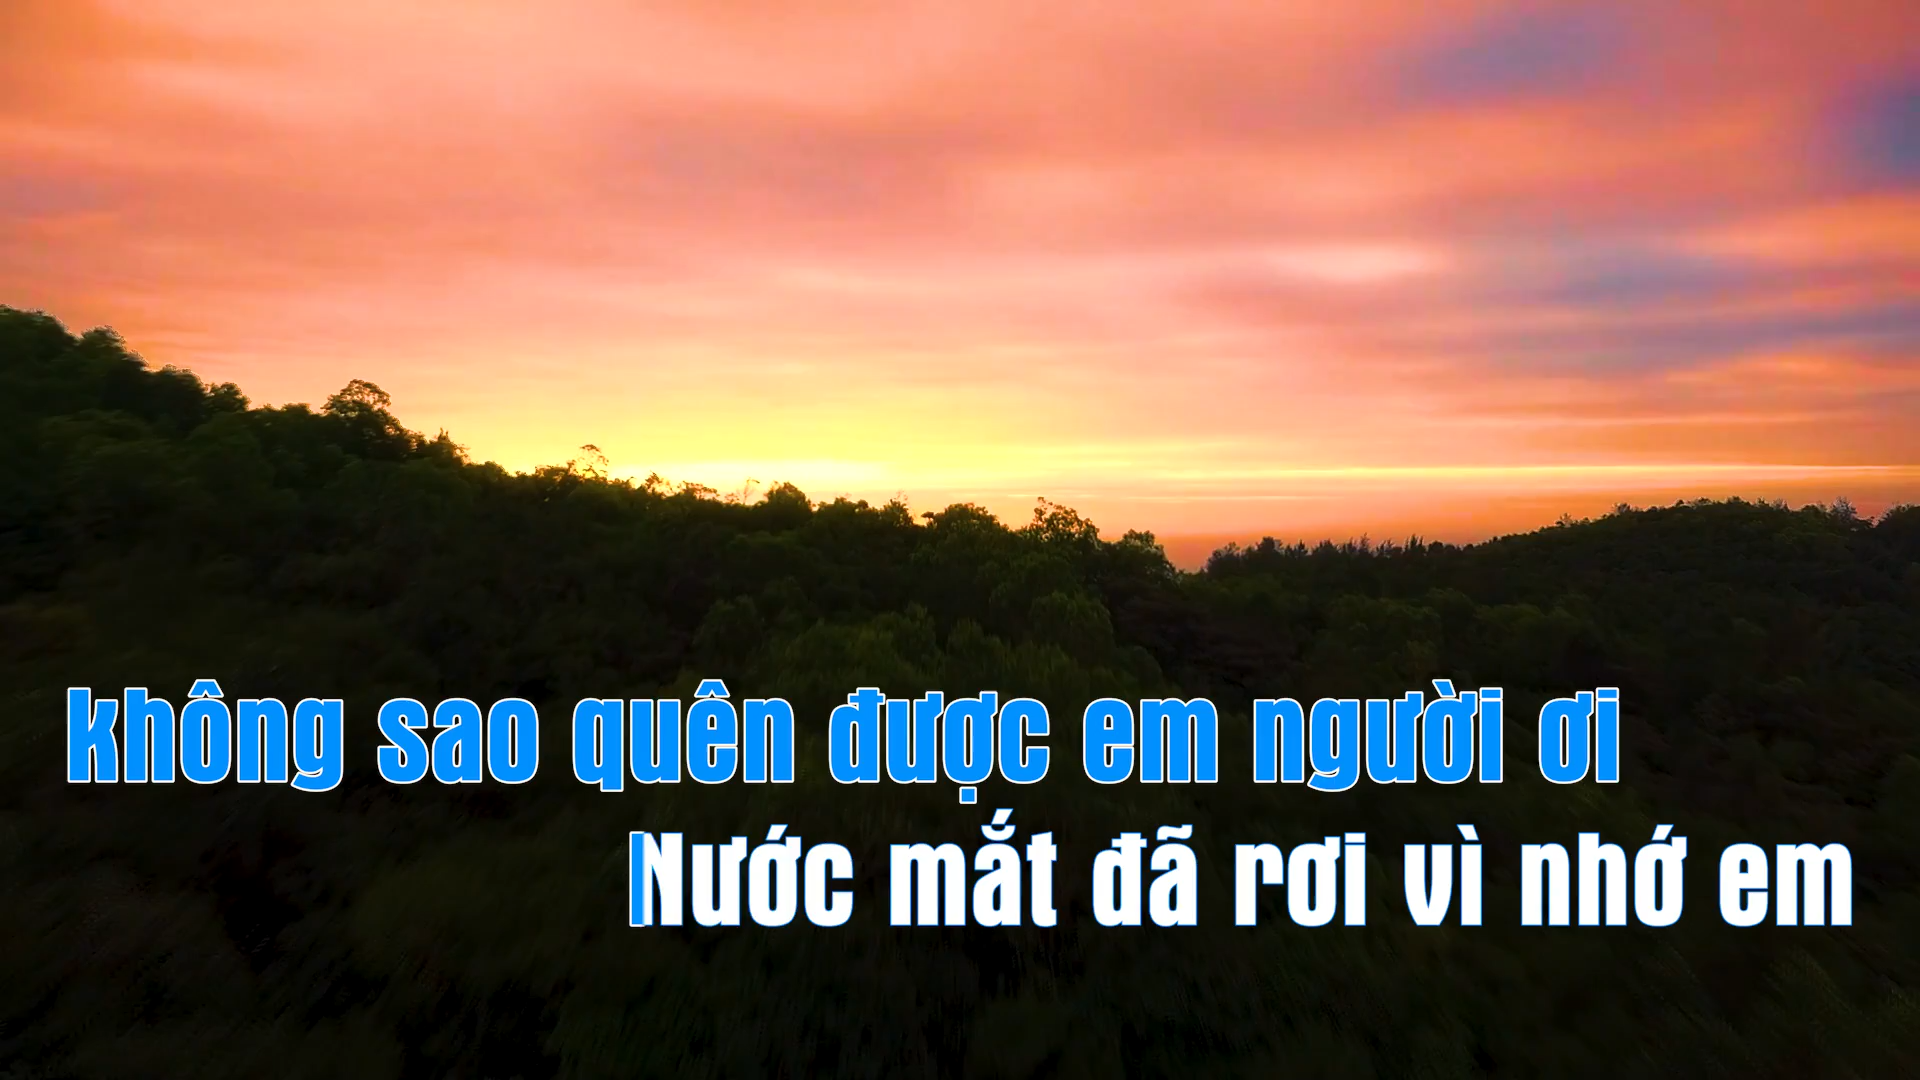 không sao quên được em người ơi
Nước mắt đã rơi vì nhớ em